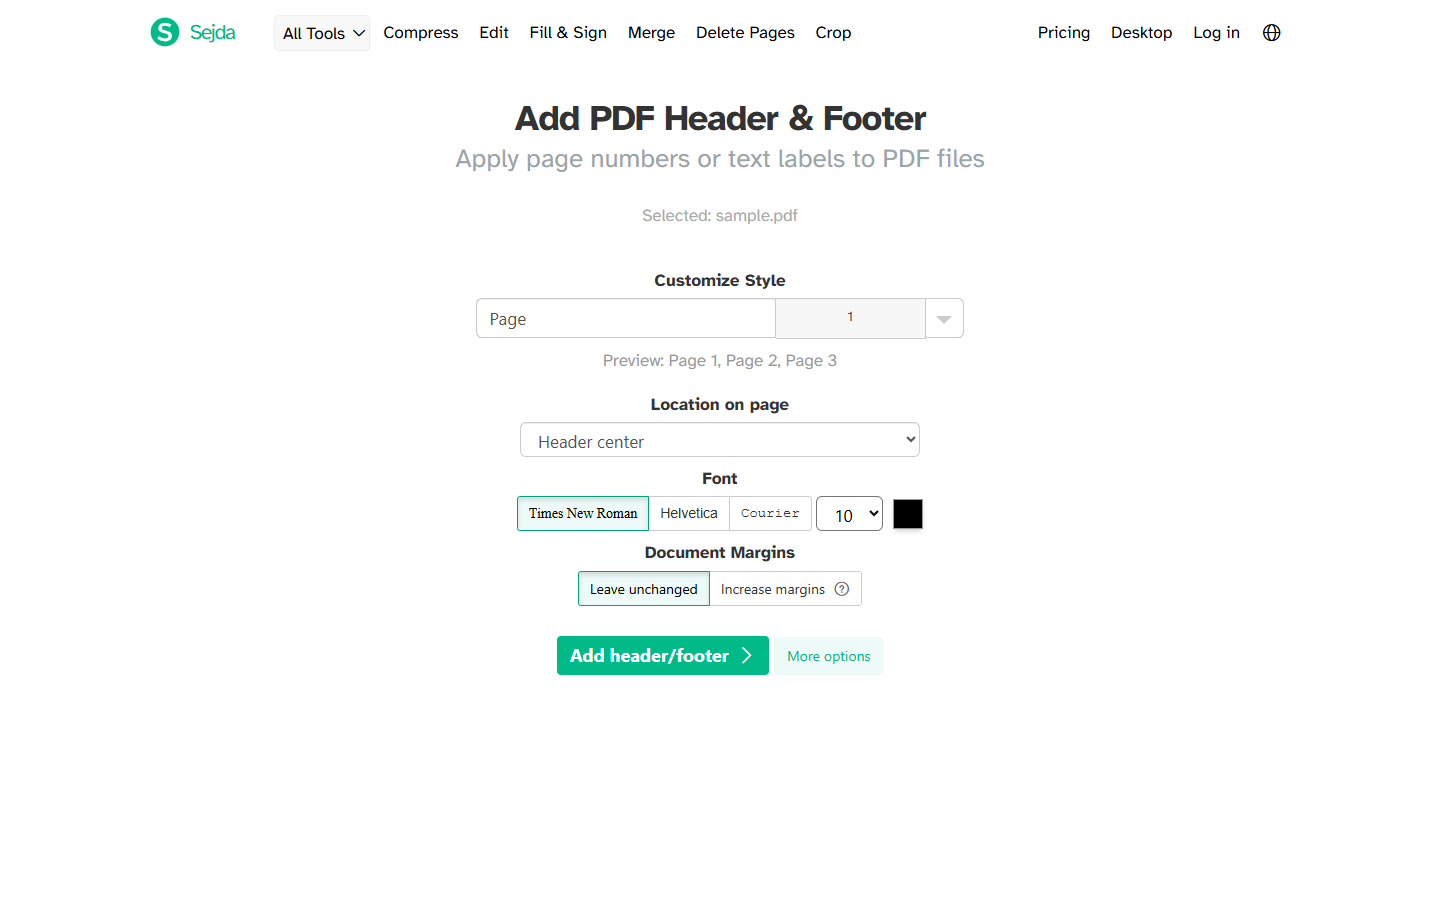 S Sejda All Tools Compress Edit Fill & Sign Merge Delete Pages Crop Pricing Desktop Log in
Add PDF Header & Footer
Apply page numbers or text labels to PDF files
Selected: sample.pdf
Customize Style
Page 1
Preview: Page 1, Page 2, Page 3
Location on page
Header center
Font
Times New Roman Helvetica Courier 10
Document Margins
Leave unchanged Increase margins ?
Add header/footer More options